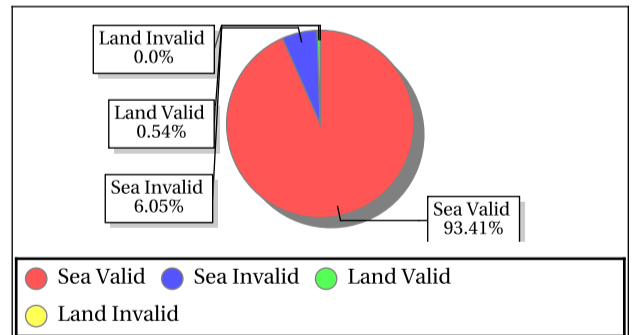 Land Invalid
0.0%
Land Valid
0.54%
Sea Invalid
6.05%
Sea Valid
93.41%
Sea Valid Sea Invalid Land Valid
Land Invalid